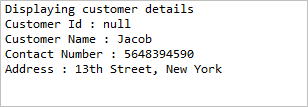 Displaying customer details
Customer Id : null
Customer Name : Jacob
Contact Number : 5648394590
Address : 13th Street, New York